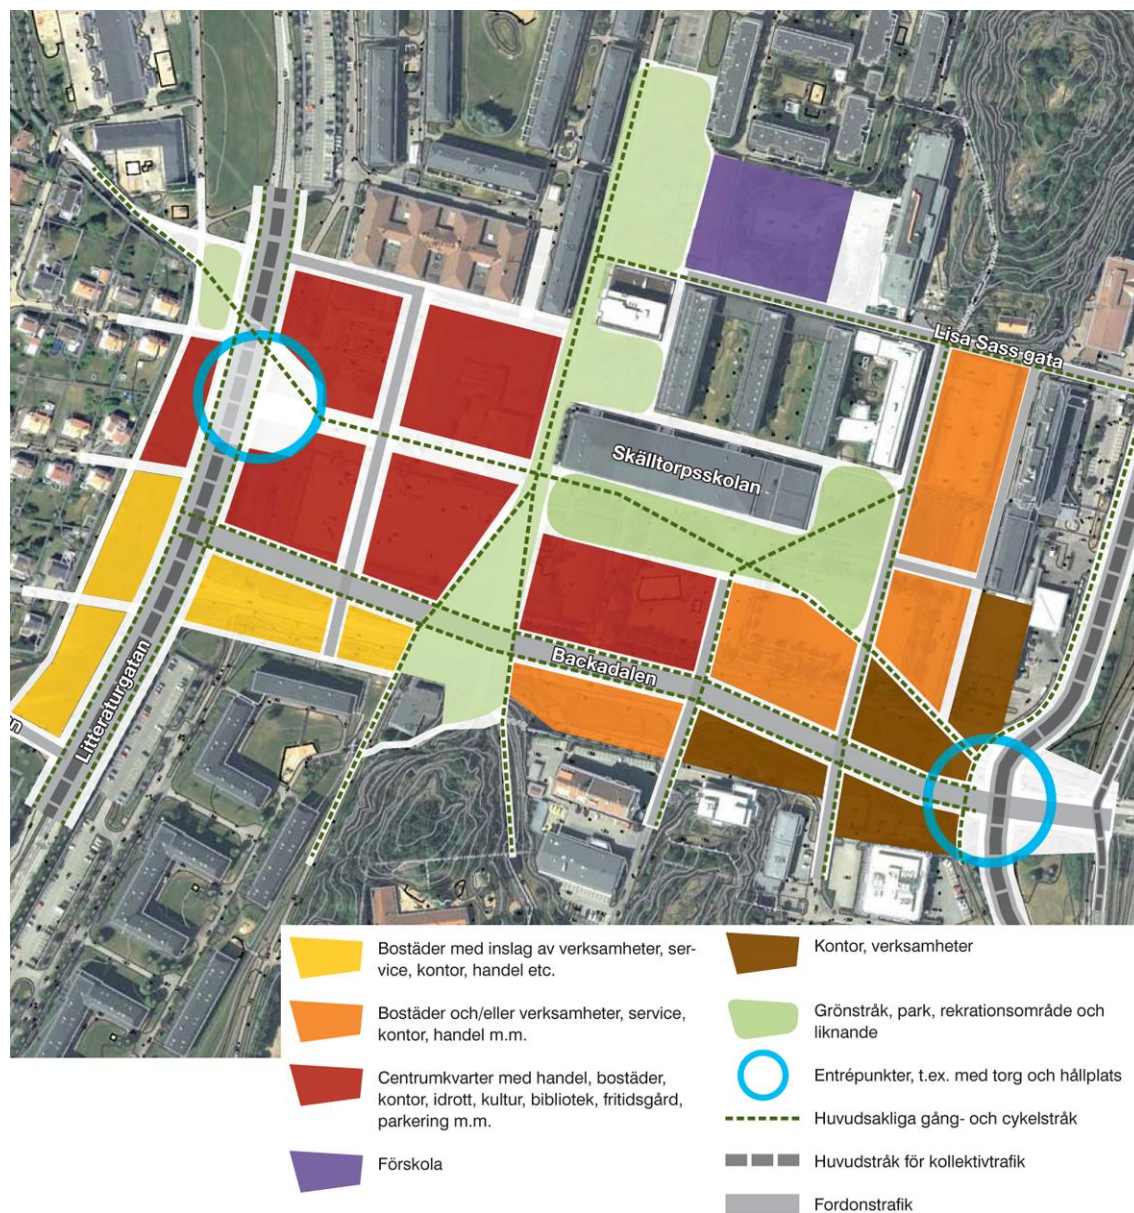 Lisa Sass gata
Skälltorpsskolan
Backadalen
Litteraturgatan
Bostäder med inslag av verksamheter, ser-
vice, kontor, handel etc.
Bostäder och/eller verksamheter, service,
kontor, handel m.m.
Centrumkvarter med handel, bostäder,
kontor, idrott, kultur, bibliotek, fritidsgård,
parkering m.m.
Förskola
Kontor, verksamheter
Grönstråk, park, rekrationsområde och
liknande
Entrépunkter, t.ex. med torg och hållplats
Huvudsakliga gång- och cykelstråk
Huvudstråk för kollektivtrafik
Fordonstrafik